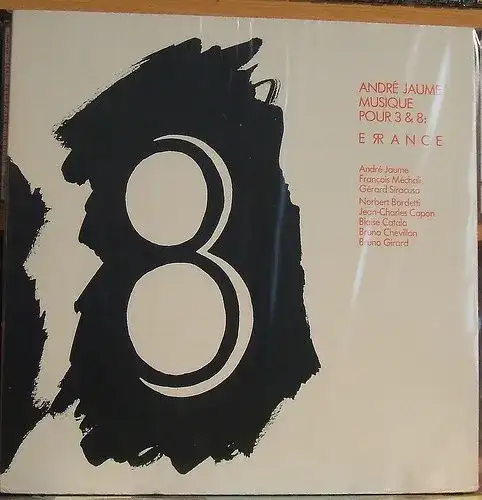 ANDRÉ JAUME
MUSIQUE
POUR 3 & 8:
ERRANCE
André Jaume
François Méchali
Gérard Siracusa
Norbert Bordetti
Jean-Charles Capon
Blaise Catala
Bruno Chevillon
Bruno Girard
8